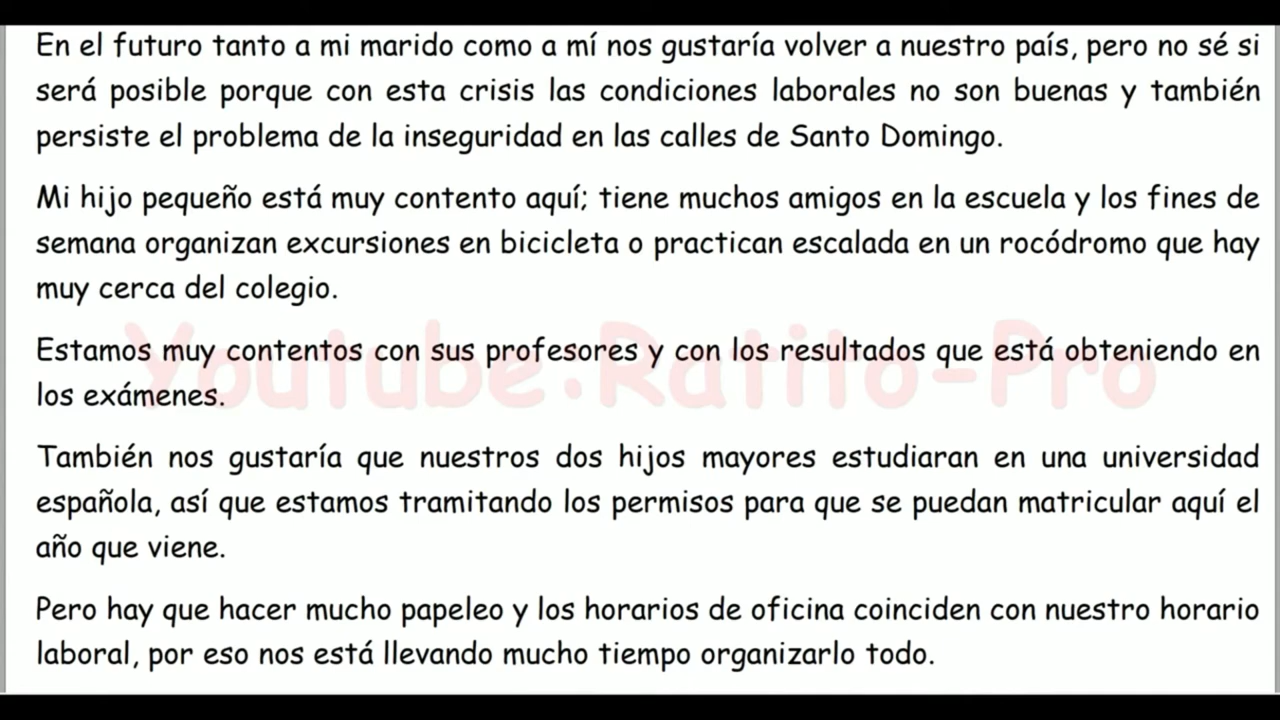 En el futuro tanto a mi marido como a mí nos gustaría volver a nuestro país, pero no sé si
será posible porque con esta crisis las condiciones laborales no son buenas y también
persiste el problema de la inseguridad en las calles de Santo Domingo.
Mi hijo pequeño está muy contento aquí; tiene muchos amigos en la escuela y los fines de
semana organizan excursiones en bicicleta o practican escalada en un rocódromo que hay
muy cerca del colegio.
Estamos muy contentos con sus profesores y con los resultados que está obteniendo en
los exámenes.
Youtube.Ratito-Pro
También nos gustaría que nuestros dos hijos mayores estudiaran en una universidad
española, así que estamos tramitando los permisos para que se puedan matricular aquí el
año que viene.
Pero hay que hacer mucho papeleo y los horarios de oficina coinciden con nuestro horario
laboral, por eso nos está llevando mucho tiempo organizarlo todo.